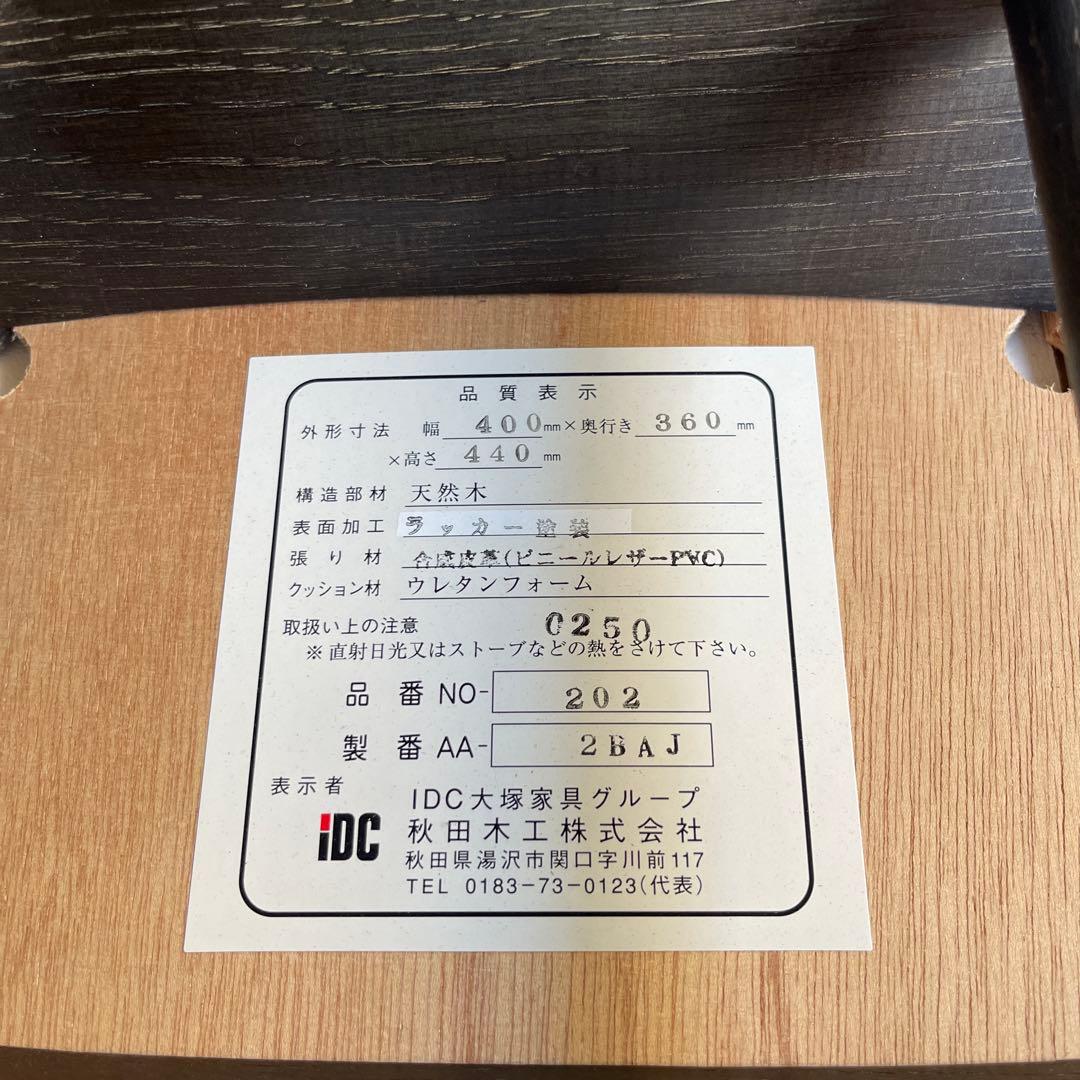 品質表示
外形寸法 幅 400mm×奥行き 360mm
×高さ 440mm
構造部材 天然木
表面加工 ラッカー塗装
張り材 合成皮革(ビニールレザーPVC)
クッション材 ウレタンフォーム
取扱い上の注意 0250
※直射日光又はストーブなどの熱をさけて下さい。
品番 NO- 202
製番 AA- 2BAJ
表示者
iDC
IDC大塚家具グループ
秋田木工株式会社
秋田県湯沢市関口字川前117
TEL 0183-73-0123(代表)